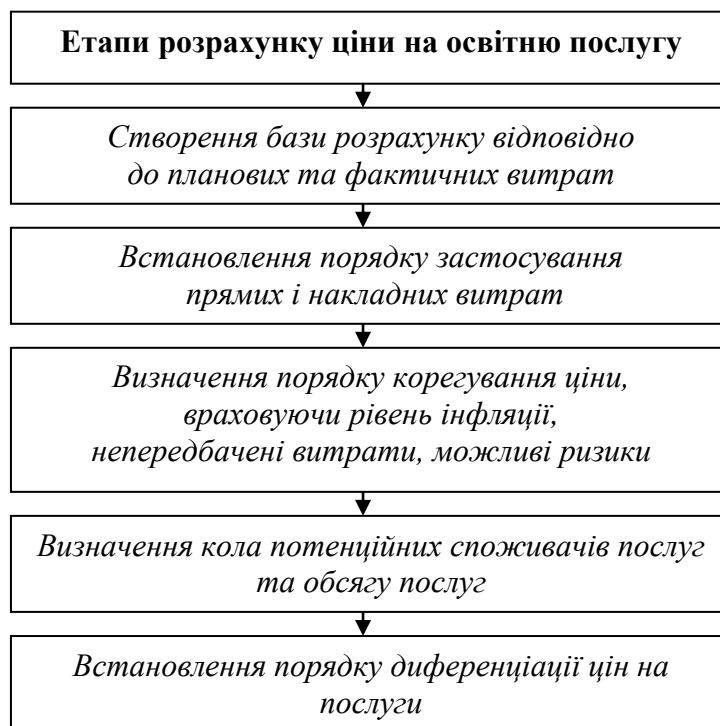 Етапи розрахунку ціни на освітню послугу
Створення бази розрахунку відповідно
до планових та фактичних витрат
Встановлення порядку застосування
прямих і накладних витрат
Визначення порядку корегування ціни,
враховуючи рівень інфляції,
непередбачені витрати, можливі ризики
Визначення кола потенційних споживачів послуг
та обсягу послуг
Встановлення порядку диференціації цін на
послуги